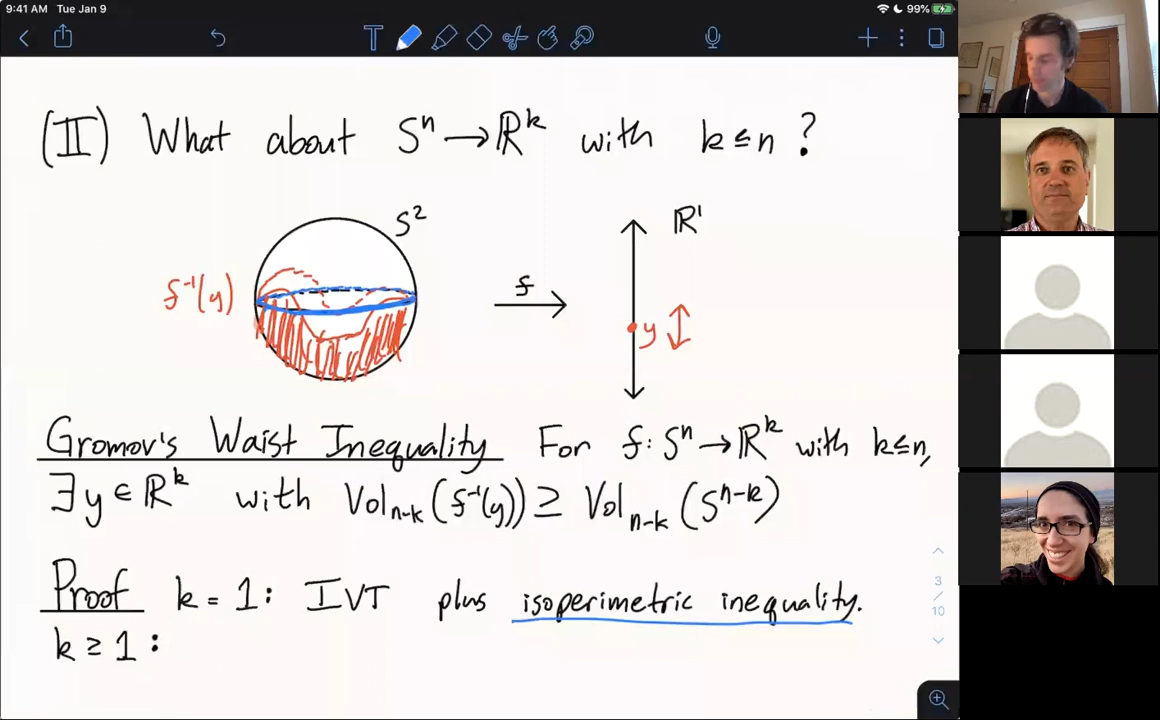 9:41 AM Tue Jan 9
99%
(II) What about Sⁿ → ℝᵏ with k ≤ n ?
S²
ℝ¹
f⁻¹(y)
f
y
Gromov's Waist Inequality For f: Sⁿ → ℝᵏ with k ≤ n,
∃ y ∈ ℝᵏ with Volₙ₋ₖ (f⁻¹(y)) ≥ Volₙ₋ₖ (Sⁿ⁻ᵏ)
Proof k = 1: IVT plus isoperimetric inequality.
k ≥ 1:
3
/
10